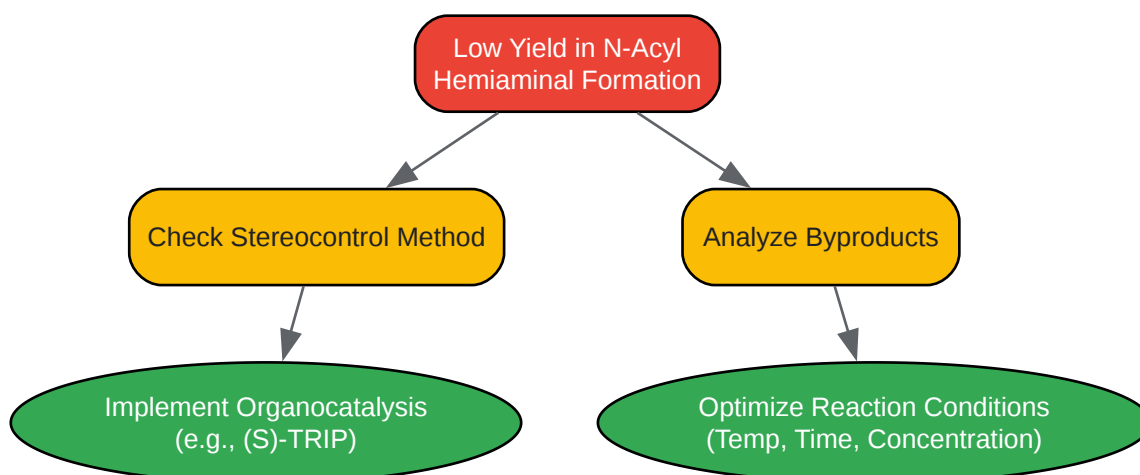 Low Yield in N-Acyl
Hemiaminal Formation
Check Stereocontrol Method
Analyze Byproducts
Implement Organocatalysis
(e.g., (S)-TRIP)
Optimize Reaction Conditions
(Temp, Time, Concentration)